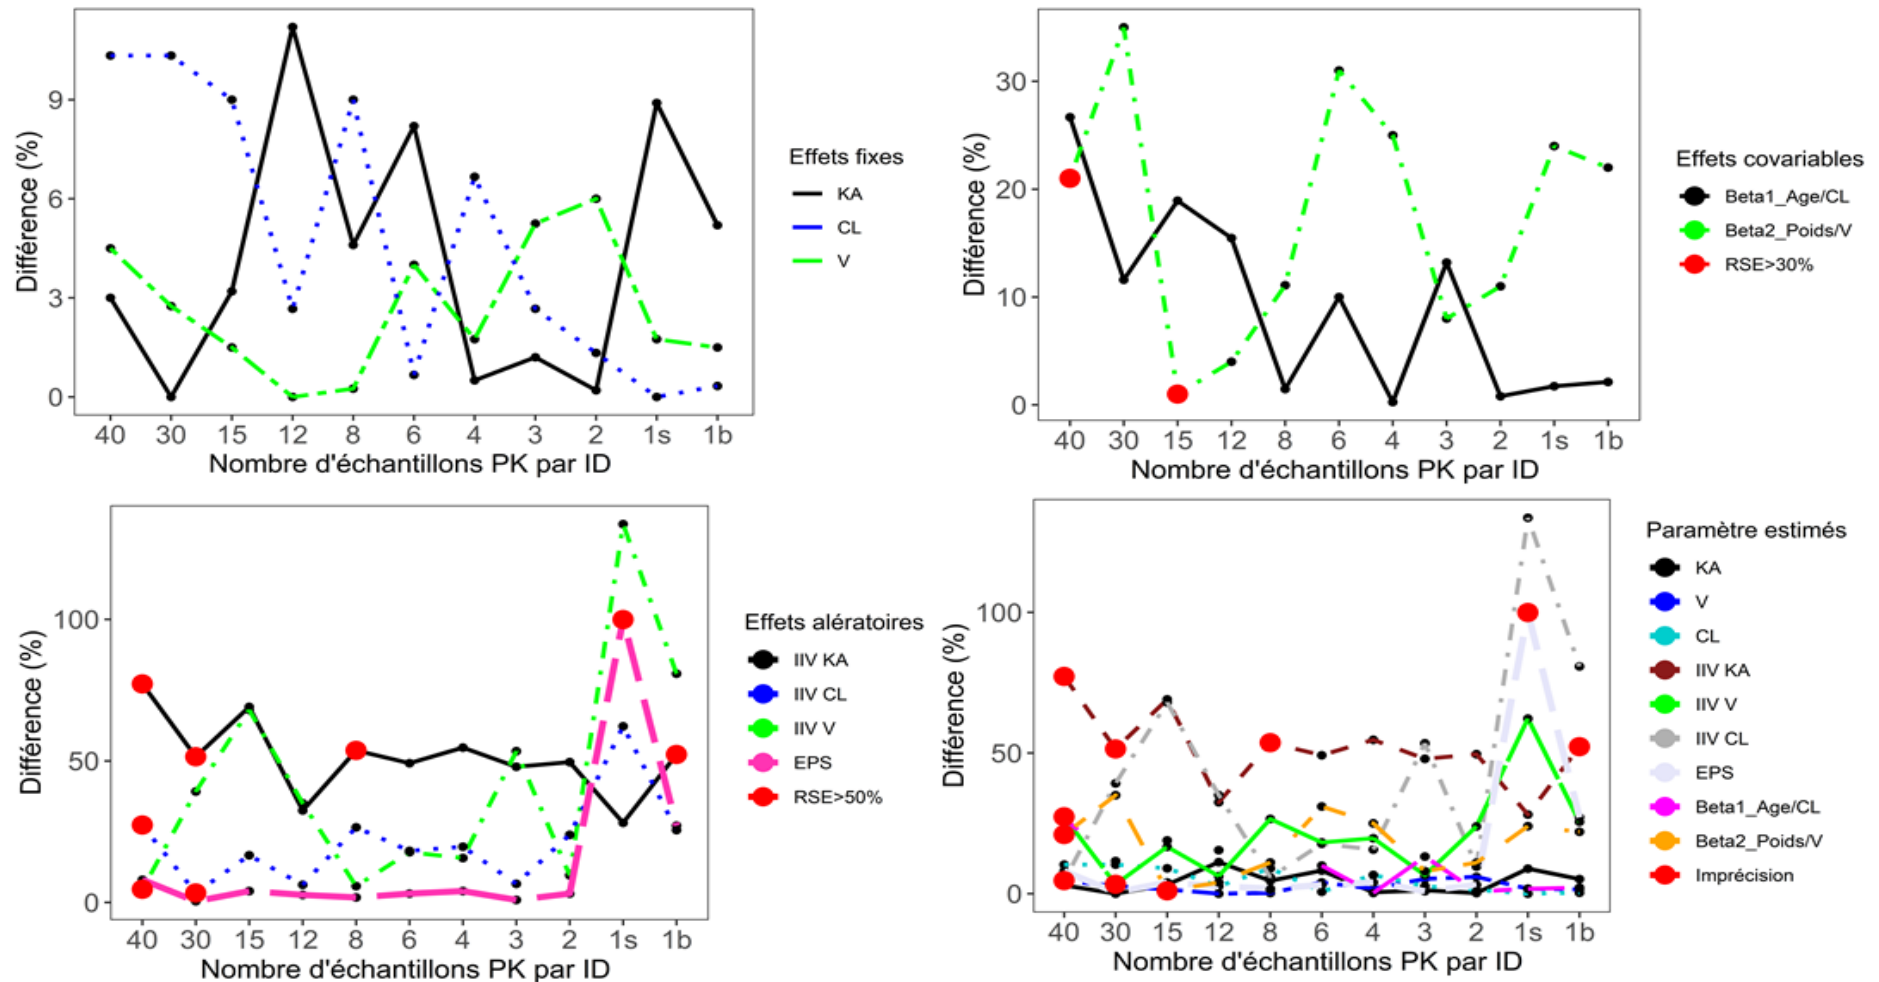 Différence (%)
9
6
3
0
40 30 15 12 8 6 4 3 2 1s 1b
Nombre d'échantillons PK par ID
Effets fixes
KA
CL
V
Différence (%)
30
20
10
0
40 30 15 12 8 6 4 3 2 1s 1b
Nombre d'échantillons PK par ID
Effets covariables
Beta1_Age/CL
Beta2_Poids/V
RSE>30%
Différence (%)
100
50
0
40 30 15 12 8 6 4 3 2 1s 1b
Nombre d'échantillons PK par ID
Effets alératoires
IIV KA
IIV CL
IIV V
EPS
RSE>50%
Différence (%)
100
50
0
40 30 15 12 8 6 4 3 2 1s 1b
Nombre d'échantillons PK par ID
Paramètre estimés
KA
V
CL
IIV KA
IIV V
IIV CL
EPS
Beta1_Age/CL
Beta2_Poids/V
Imprécision